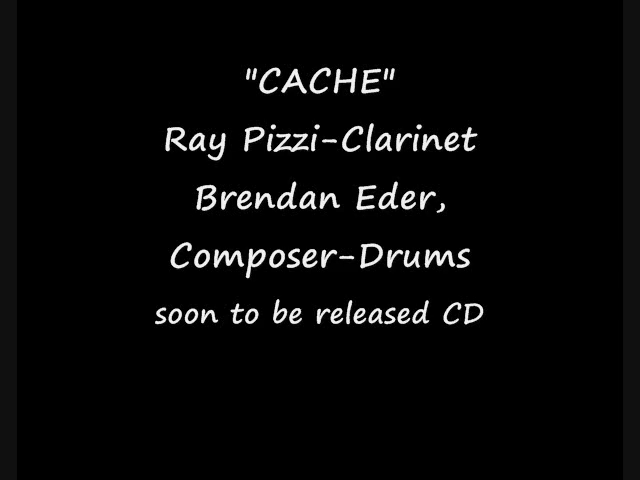 "CACHE"
Ray Pizzi-Clarinet
Brendan Eder,
Composer-Drums
soon to be released CD